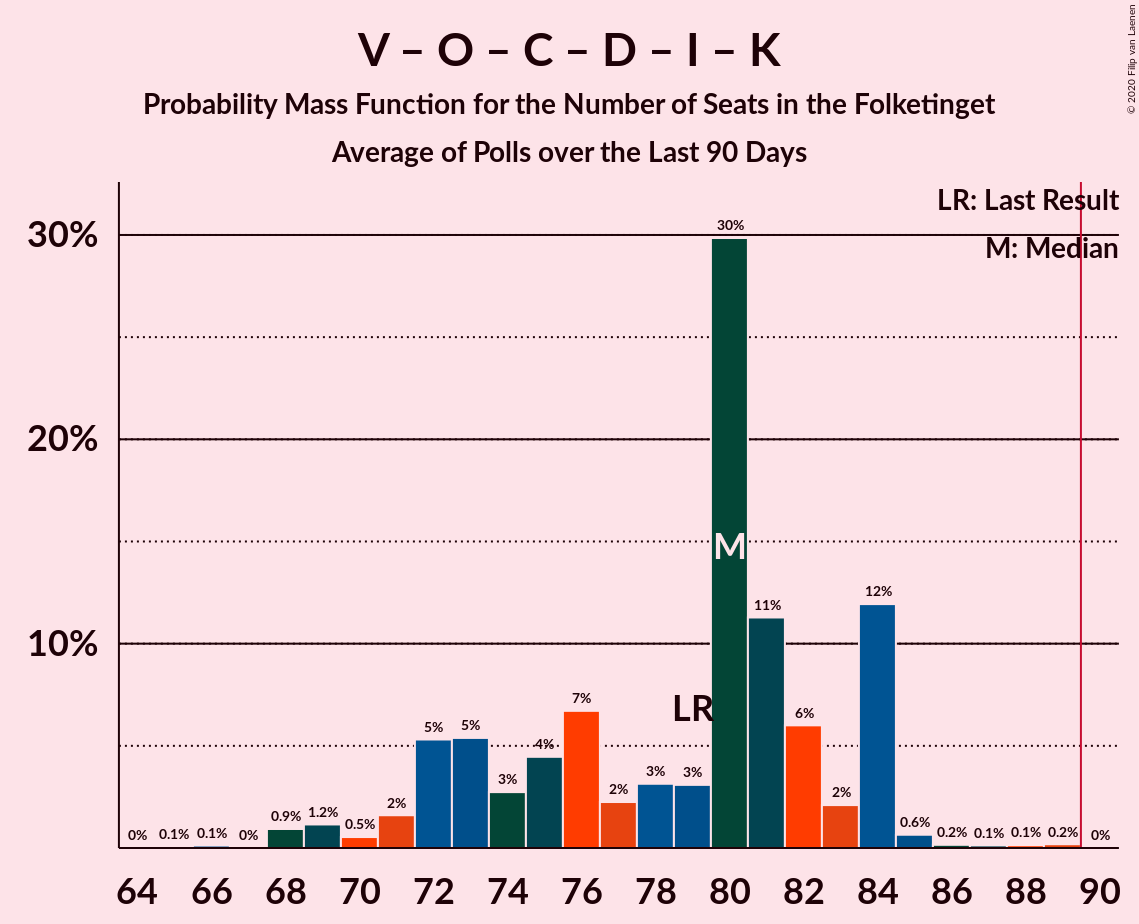 V – O – C – D – I – K
Probability Mass Function for the Number of Seats in the Folketinget
Average of Polls over the Last 90 Days
© 2020 Filip van Laenen
LR: Last Result
M: Median
30%
20%
10%
0% 0.1% 0.1% 0% 0.9% 1.2% 0.5% 2% 5% 5% 3% 4% 7% 2% 3% 3% 30% 11% 6% 2% 12% 0.6% 0.2% 0.1% 0.1% 0.2% 0%
LR
M
64 66 68 70 72 74 76 78 80 82 84 86 88 90